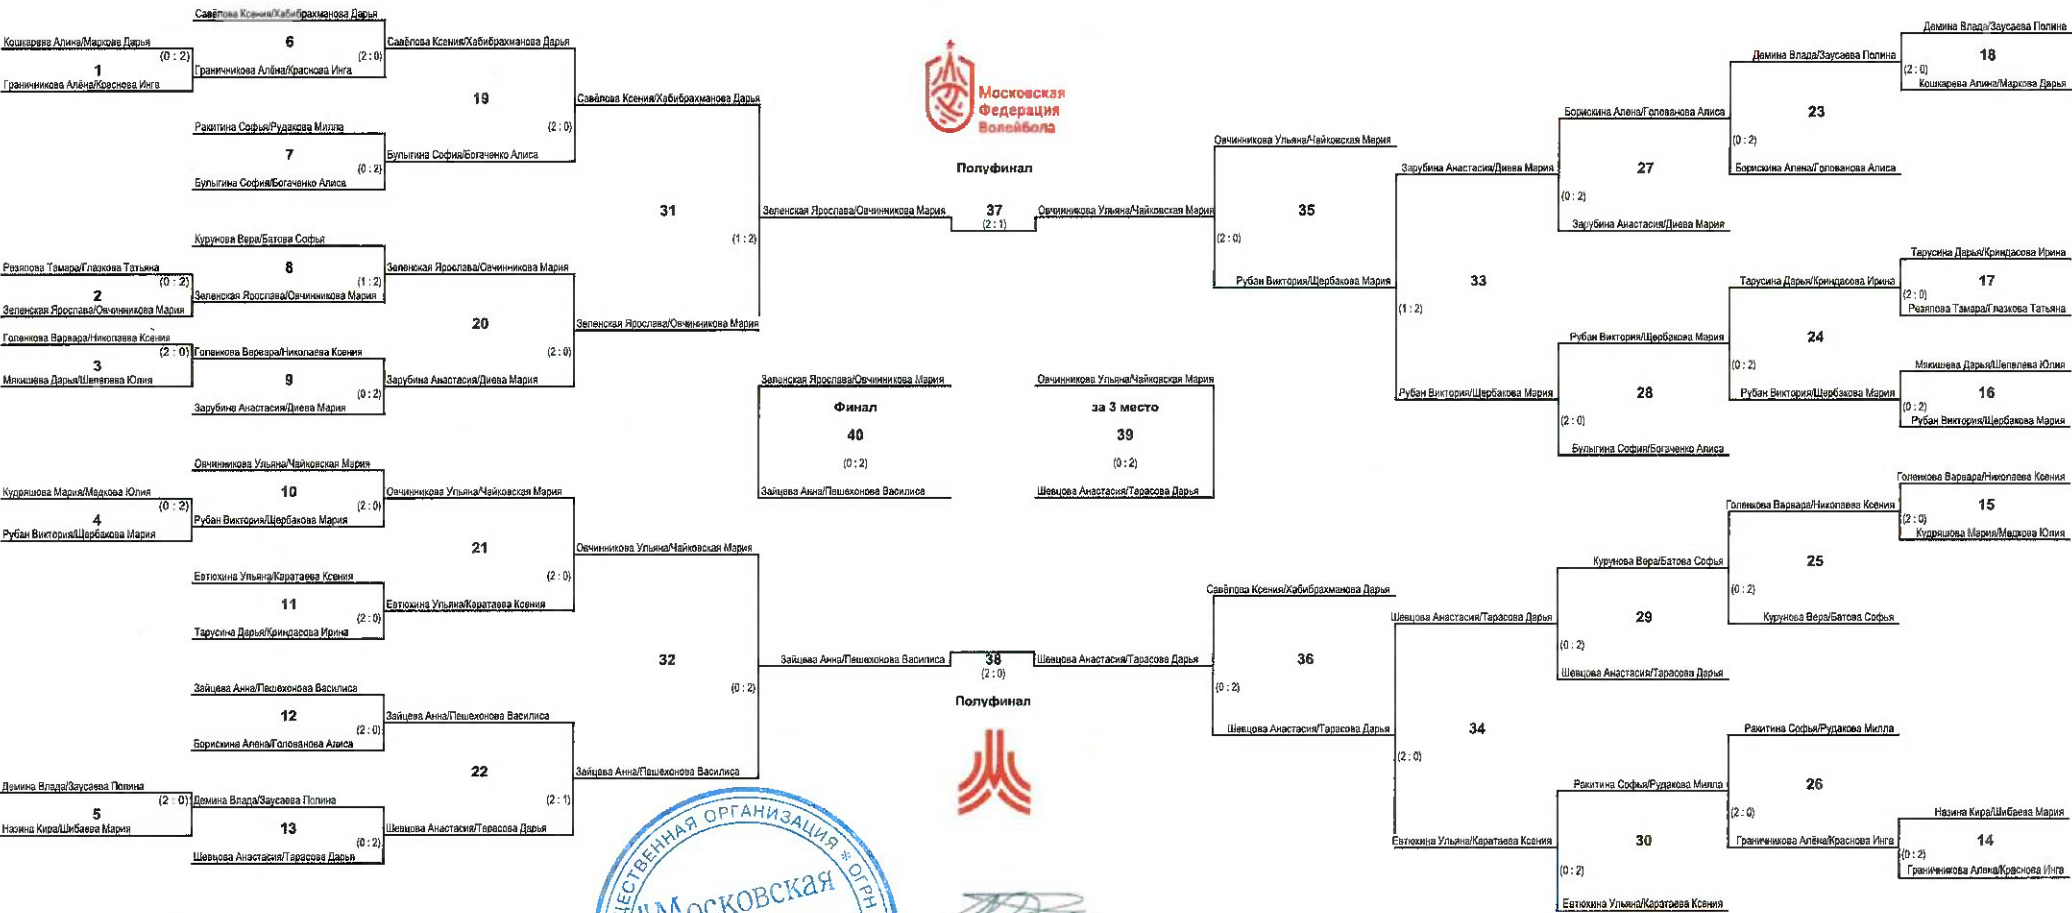 Савёлова Ксения/Хабибрахманова Дарья
6
Кошкарева Алина/Маркова Дарья
(0 : 2)
(2 : 0)
Савёлова Ксения/Хабибрахманова Дарья
1
Граничникова Алёна/Краснова Инга
Граничникова Алёна/Краснова Инга
19
Савёлова Ксения/Хабибрахманова Дарья
(2 : 0)
Ракитина Софья/Рудакова Милла
7
(0 : 2)
Булыгина София/Богаченко Алиса
Булыгина София/Богаченко Алиса
31
Зеленская Ярослава/Овчинникова Мария
(1 : 2)
Курунова Вера/Батова Софья
8
(1 : 2)
Зеленская Ярослава/Овчинникова Мария
Резяпова Тамара/Глазкова Татьяна
(0 : 2)
2
Зеленская Ярослава/Овчинникова Мария
Зеленская Ярослава/Овчинникова Мария
20
Зеленская Ярослава/Овчинникова Мария
(2 : 0)
Голенкова Варвара/Николаева Ксения
(2 : 0)
Голенкова Варвара/Николаева Ксения
3
Мякишева Дарья/Шепелева Юлия
9
(0 : 2)
Зарубина Анастасия/Диева Мария
Зарубина Анастасия/Диева Мария
Овчинникова Ульяна/Чайковская Мария
10
(2 : 0)
Овчинникова Ульяна/Чайковская Мария
Кудряшова Мария/Медкова Юлия
(0 : 2)
4
Рубан Виктория/Щербакова Мария
Рубан Виктория/Щербакова Мария
21
Овчинникова Ульяна/Чайковская Мария
(2 : 0)
Евтюхина Ульяна/Каратаева Ксения
11
(2 : 0)
Евтюхина Ульяна/Каратаева Ксения
Тарусина Дарья/Криндасова Ирина
32
Зайцева Анна/Пешехонова Василиса
(0 : 2)
Зайцева Анна/Пешехонова Василиса
12
(2 : 0)
Зайцева Анна/Пешехонова Василиса
Борискина Алена/Голованова Алиса
22
Зайцева Анна/Пешехонова Василиса
(2 : 1)
Демина Влада/Заусаева Полина
(2 : 0)
Демина Влада/Заусаева Полина
5
Назина Кира/Шибаева Мария
13
(0 : 2)
Шевцова Анастасия/Тарасова Дарья
Шевцова Анастасия/Тарасова Дарья
Московская
Федерация
Волейбола
Полуфинал
37
(2 : 1)
Овчинникова Ульяна/Чайковская Мария
Зеленская Ярослава/Овчинникова Мария
Финал
40
(0 : 2)
Зайцева Анна/Пешехонова Василиса
Овчинникова Ульяна/Чайковская Мария
за 3 место
39
(0 : 2)
Шевцова Анастасия/Тарасова Дарья
38
(2 : 0)
Шевцова Анастасия/Тарасова Дарья
Полуфинал
Овчинникова Ульяна/Чайковская Мария
35
(2 : 0)
Рубан Виктория/Щербакова Мария
Зарубина Анастасия/Диева Мария
33
(1 : 2)
Рубан Виктория/Щербакова Мария
Борискина Алена/Голованова Алиса
27
(0 : 2)
Зарубина Анастасия/Диева Мария
Демина Влада/Заусаева Полина
23
(0 : 2)
Борискина Алена/Голованова Алиса
Демина Влада/Заусаева Полина
18
(2 : 0)
Кошкарева Алина/Маркова Дарья
Рубан Виктория/Щербакова Мария
28
(2 : 0)
Булыгина София/Богаченко Алиса
Тарусина Дарья/Криндасова Ирина
24
(0 : 2)
Рубан Виктория/Щербакова Мария
Тарусина Дарья/Криндасова Ирина
17
(2 : 0)
Резяпова Тамара/Глазкова Татьяна
Мякишева Дарья/Шепелева Юлия
16
(0 : 2)
Рубан Виктория/Щербакова Мария
Савёлова Ксения/Хабибрахманова Дарья
36
(0 : 2)
Шевцова Анастасия/Тарасова Дарья
Шевцова Анастасия/Тарасова Дарья
34
(2 : 0)
Евтюхина Ульяна/Каратаева Ксения
Курунова Вера/Батова Софья
29
(0 : 2)
Шевцова Анастасия/Тарасова Дарья
Голенкова Варвара/Николаева Ксения
25
(0 : 2)
Курунова Вера/Батова Софья
Голенкова Варвара/Николаева Ксения
15
(2 : 0)
Кудряшова Мария/Медкова Юлия
Ракитина Софья/Рудакова Милла
30
(0 : 2)
Евтюхина Ульяна/Каратаева Ксения
Ракитина Софья/Рудакова Милла
26
(2 : 0)
Граничникова Алёна/Краснова Инга
Назина Кира/Шибаева Мария
14
(0 : 2)
Граничникова Алена/Краснова Инга
ЕСТВЕННАЯ ОРГАНИЗАЦИЯ * ОГРН
"Московская